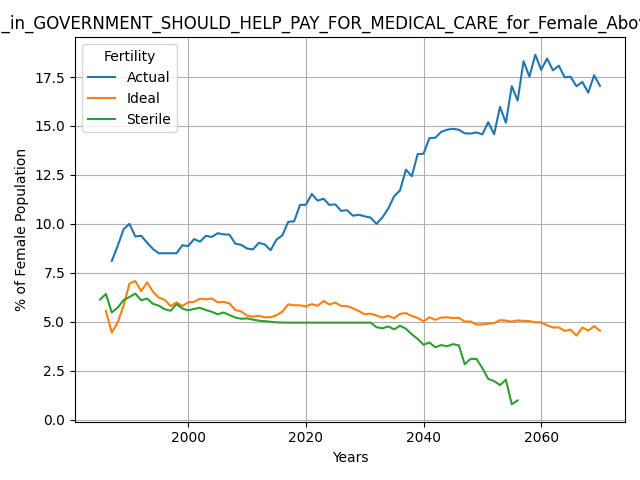 _in_GOVERNMENT_SHOULD_HELP_PAY_FOR_MEDICAL_CARE_for_Female_Abo
Fertility
Actual
Ideal
Sterile
% of Female Population
17.5
15.0
12.5
10.0
7.5
5.0
2.5
0.0
2000
2020
2040
2060
Years